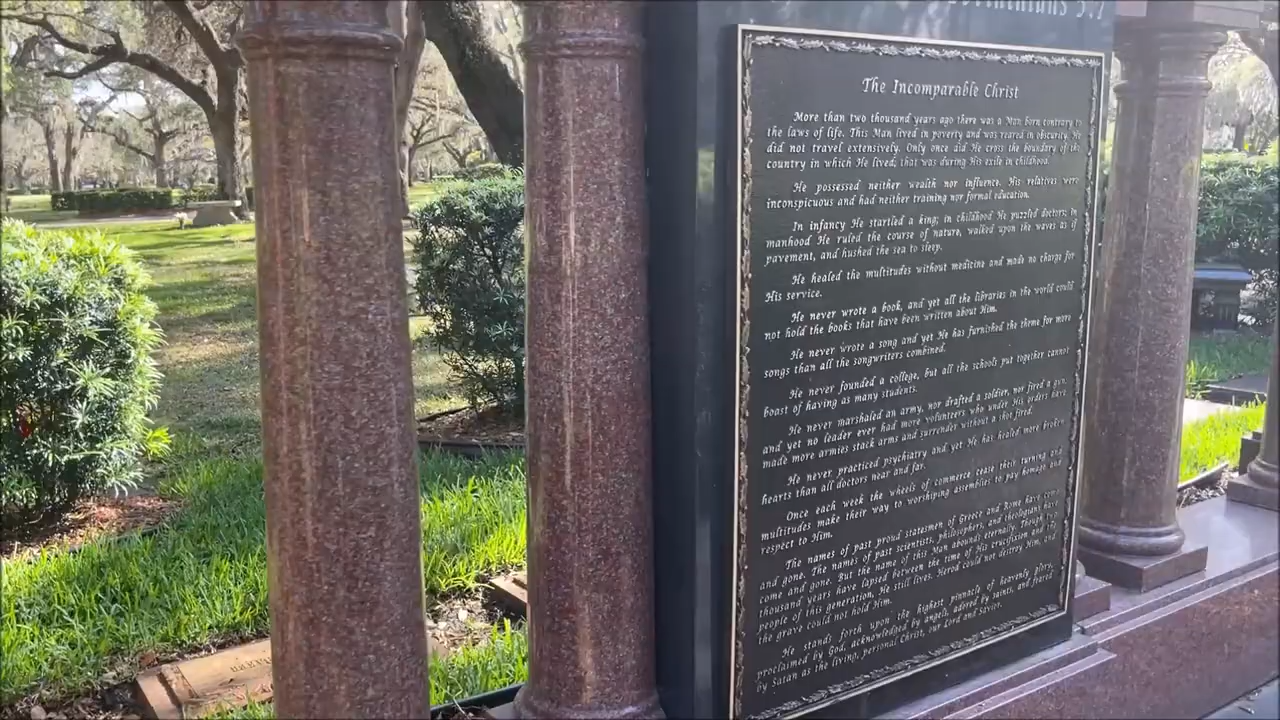 Corinthians 5:7
The Incomparable Christ
More than two thousand years ago there was a Man born contrary to
the laws of life. This Man lived in poverty and was reared in obscurity. He
did not travel extensively. Only once did He cross the boundary of the
country in which He lived; that was during His exile in childhood.
He possessed neither wealth nor influence. His relatives were
inconspicuous and had neither training nor formal education.
In infancy He startled a king; in childhood He puzzled doctors; in
manhood He ruled the course of nature, walked upon the waves as if
pavement, and hushed the sea to sleep.
He healed the multitudes without medicine and made no charge for
His service.
He never wrote a book, and yet all the libraries in the world could
not hold the books that have been written about Him.
He never wrote a song and yet He has furnished the theme for more
songs than all the songwriters combined.
He never founded a college, but all the schools put together cannot
boast of having as many students.
He never marshaled an army, nor drafted a soldier, nor fired a gun,
and yet no leader ever had more volunteers who under His orders have
made more armies stack arms and surrender without a shot fired.
He never practiced psychiatry and yet He has healed more broken
hearts than all doctors near and far.
Once each week the wheels of commerce cease their turning and
multitudes make their way to worshiping assemblies to pay homage and
respect to Him.
The names of past proud statesmen of Greece and Rome have come
and gone. The names of past scientists, philosophers, and theologians have
come and gone. But the name of this Man abounds eternally. Though two
thousand years have lapsed between the time of His crucifixion and the
people of this generation, He still lives. Herod could not destroy Him, and
the grave could not hold Him.
He stands forth upon the highest pinnacle of heavenly glory,
proclaimed by God, acknowledged by angels, adored by saints, and feared
by Satan as the living, personal Christ, our Lord and Savior.